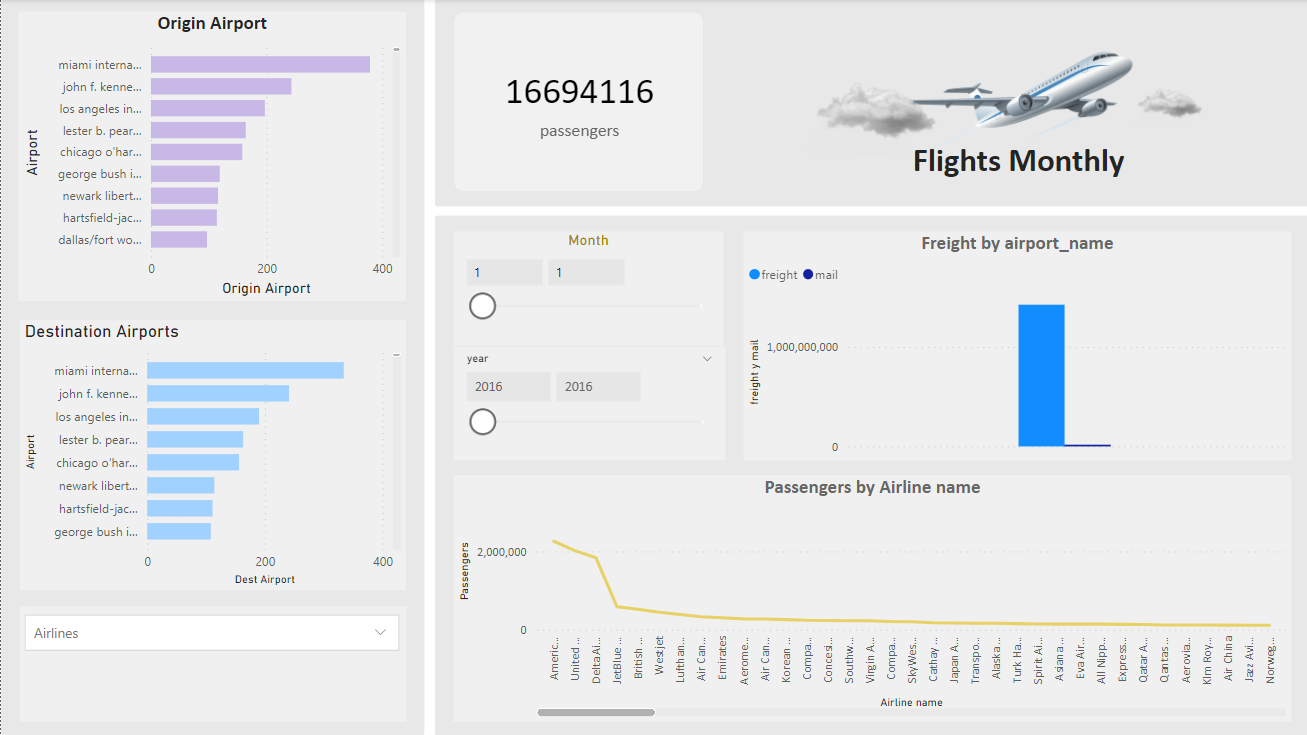 Origin Airport
Airport
miami interna...
john f. kenne...
los angeles in...
lester b. pear...
chicago o'har...
george bush i...
newark libert...
hartsfield-jac...
dallas/fort wo...
0 200 400
Origin Airport
Destination Airports
Airport
miami interna...
john f. kenne...
los angeles in...
lester b. pear...
chicago o'har...
newark libert...
hartsfield-jac...
george bush i...
0 200 400
Dest Airport
Airlines
16694116
passengers
Flights Monthly
Month
1 1
year
2016 2016
Freight by airport_name
freight mail
freight y mail
1,000,000,000
0
Passengers by Airline name
Passengers
2,000,000
0
Americ...
United...
Delta Ai...
JetBlue...
British ...
Westjet
Lufthan...
Air Can...
Emirates
Aerome...
Air Can...
Korean ...
Compa...
Concesi...
Southw...
Virgin A...
Compa...
SkyWes...
Cathay ...
Japan A...
Transpo...
Alaska ...
Turk Ha...
Spirit Ai...
Asiana ...
Eva Air...
All Nipp...
Express...
Qatar A...
Qantas ...
Aerovia...
Klm Roy...
Air China
Jazz Avi...
Norweg...
Airline name